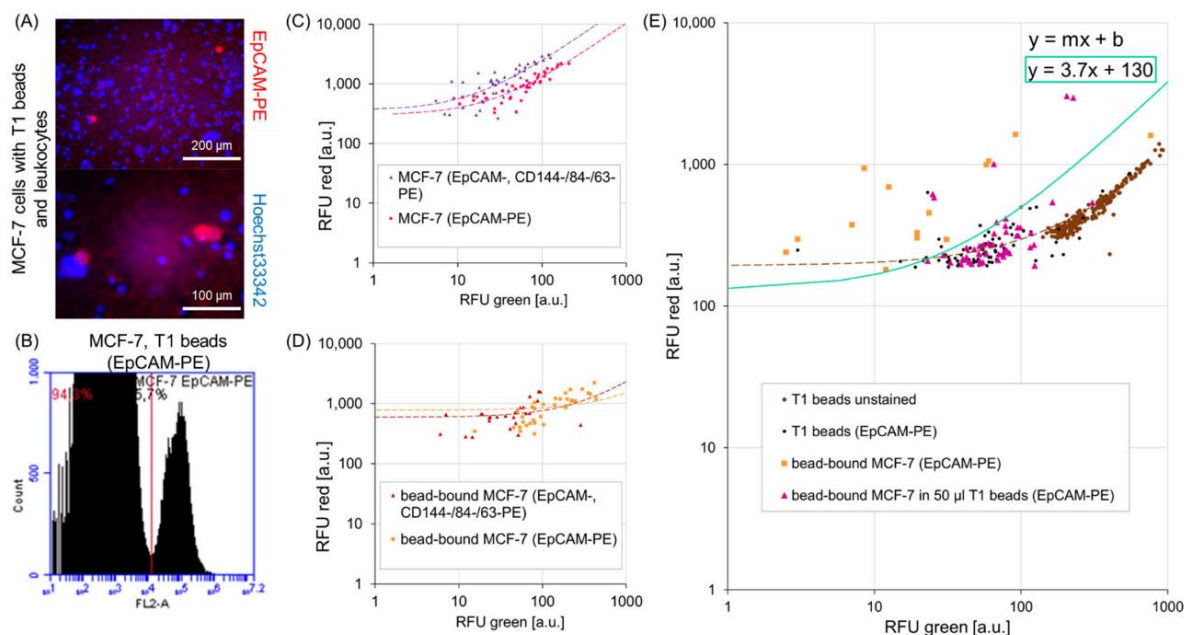 (A)
MCF-7 cells with T1 beads
and leukocytes
EpCAM-PE
Hoechst33342
200 µm
100 µm
(B)
MCF-7, T1 beads
(EpCAM-PE)
1.000
500
0
Count
94,3%
MCF-7 EpCAM-PE
5,7%
FL2-A
(C)
10,000
1,000
100
10
1
1
10
100
1000
RFU red [a.u.]
RFU green [a.u.]
MCF-7 (EpCAM-, CD144-/84-/63-
PE)
MCF-7 (EpCAM-PE)
(D)
10,000
1,000
100
10
1
1
10
100
1000
RFU red [a.u.]
RFU green [a.u.]
bead-bound MCF-7 (EpCAM-,
CD144-/84-/63-PE)
bead-bound MCF-7 (EpCAM-PE)
(E)
10,000
1,000
100
10
1
1
10
100
1000
RFU red [a.u.]
RFU green [a.u.]
y = mx + b
y = 3.7x + 130
T1 beads unstained
T1 beads (EpCAM-PE)
bead-bound MCF-7 (EpCAM-PE)
bead-bound MCF-7 in 50 µl T1 beads (EpCAM-PE)